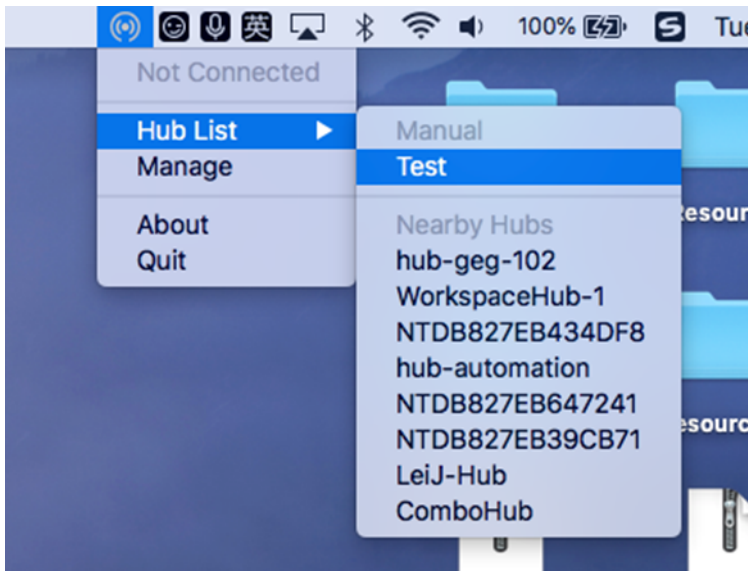 英 100% Tue
Not Connected
Hub List
Manage
About
Quit
Manual
Test
Nearby Hubs
hub-geg-102
WorkspaceHub-1
NTDB827EB434DF8
hub-automation
NTDB827EB647241
NTDB827EB39CB71
LeiJ-Hub
ComboHub